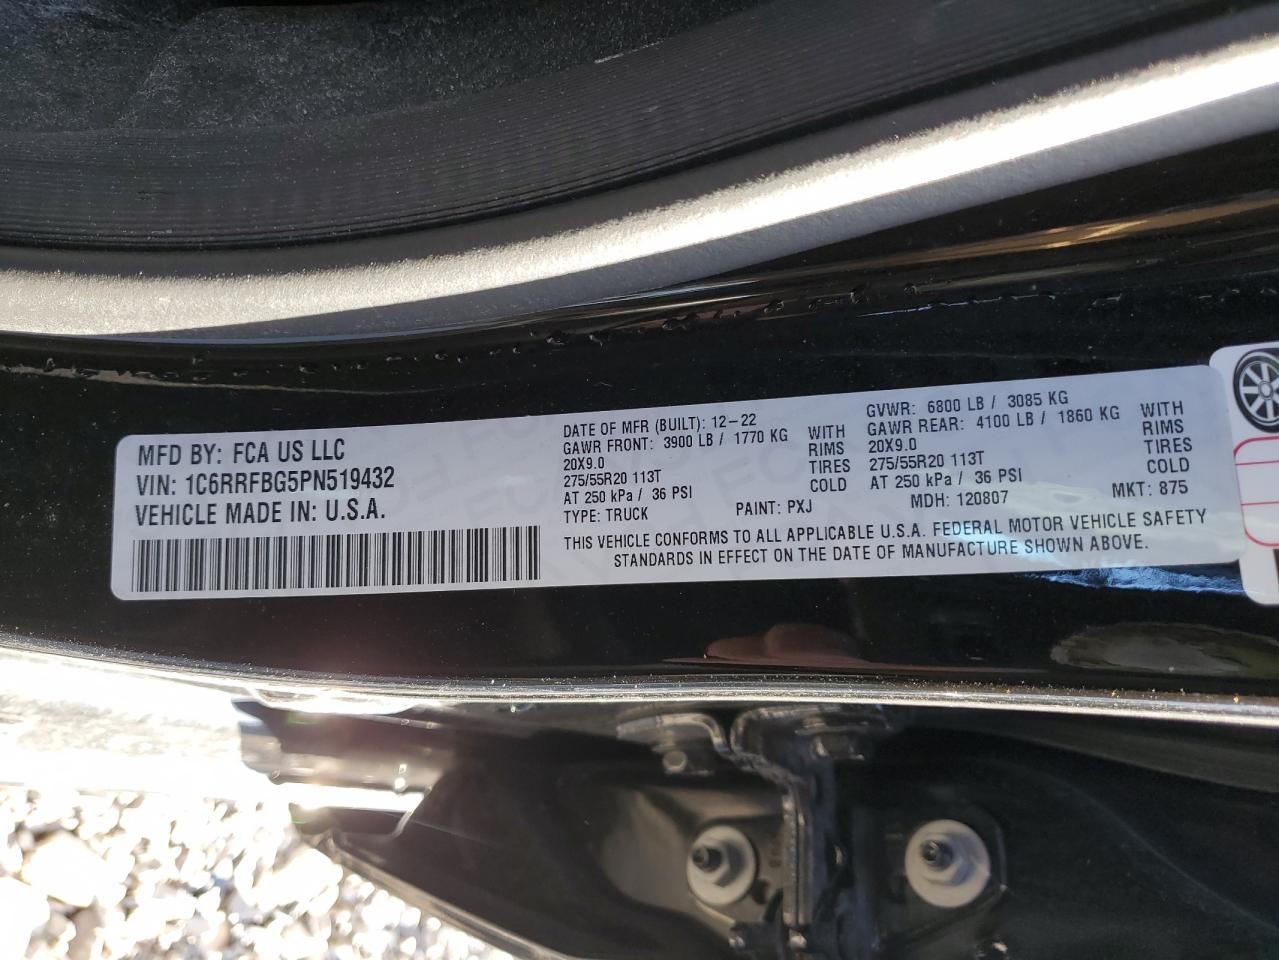 MFD BY: FCA US LLC
VIN: 1C6RRFBG5PN519432
VEHICLE MADE IN: U.S.A.
DATE OF MFR (BUILT): 12-22
GAWR FRONT: 3900 LB / 1770 KG WITH
20X9.0 RIMS
275/55R20 113T TIRES
AT 250 kPa / 36 PSI COLD
TYPE: TRUCK PAINT: PXJ
GVWR: 6800 LB / 3085 KG
GAWR REAR: 4100 LB / 1860 KG WITH
20X9.0 RIMS
275/55R20 113T TIRES
AT 250 kPa / 36 PSI COLD
MDH: 120807 MKT: 875
THIS VEHICLE CONFORMS TO ALL APPLICABLE U.S.A. FEDERAL MOTOR VEHICLE SAFETY
STANDARDS IN EFFECT ON THE DATE OF MANUFACTURE SHOWN ABOVE.